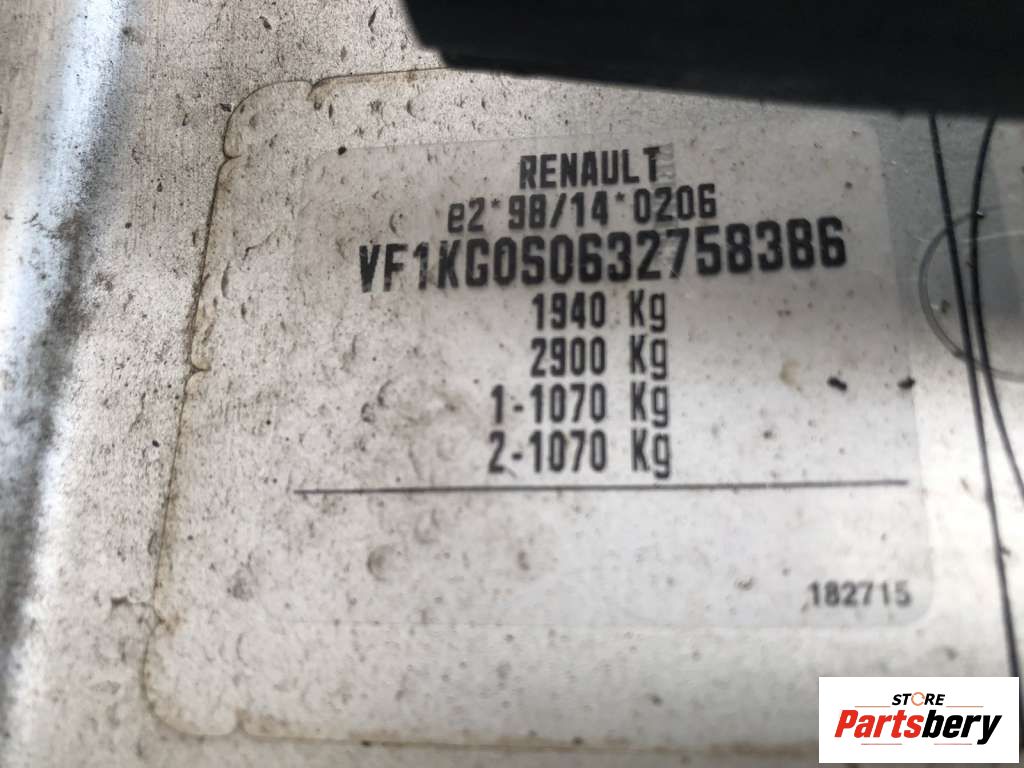 RENAULT
e2*98/14*0206
VF1KG0S0632758386
1940 Kg
2900 Kg
1-1070 Kg
2-1070 Kg
182715
STORE
Partsbery